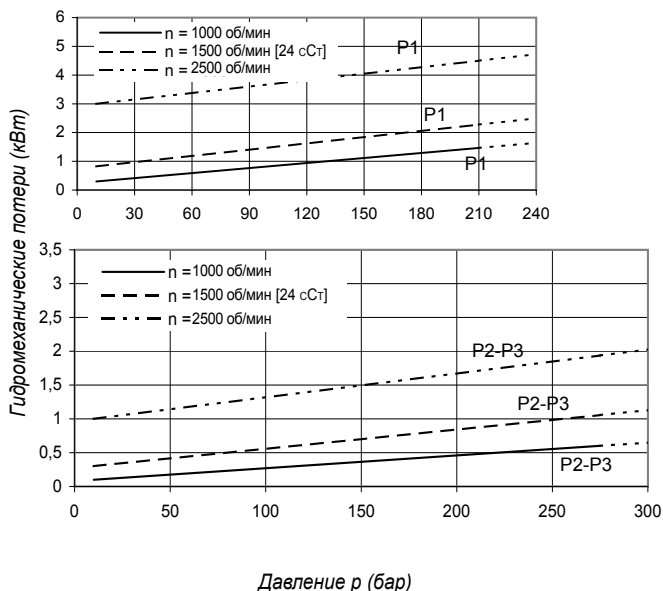 6
5
4
3
2
1
0
n = 1000 об/мин
n = 1500 об/мин [24 сСт]
n = 2500 об/мин
P1
P1
P1
0 30 60 90 120 150 180 210 240
Гидромеханические потери (кВт)
3,5
3
2,5
2
1,5
1
0,5
0
n = 1000 об/мин
n = 1500 об/мин [24 сСт]
n = 2500 об/мин
P2-P3
P2-P3
P2-P3
0 50 100 150 200 250 300
Давление p (бар)